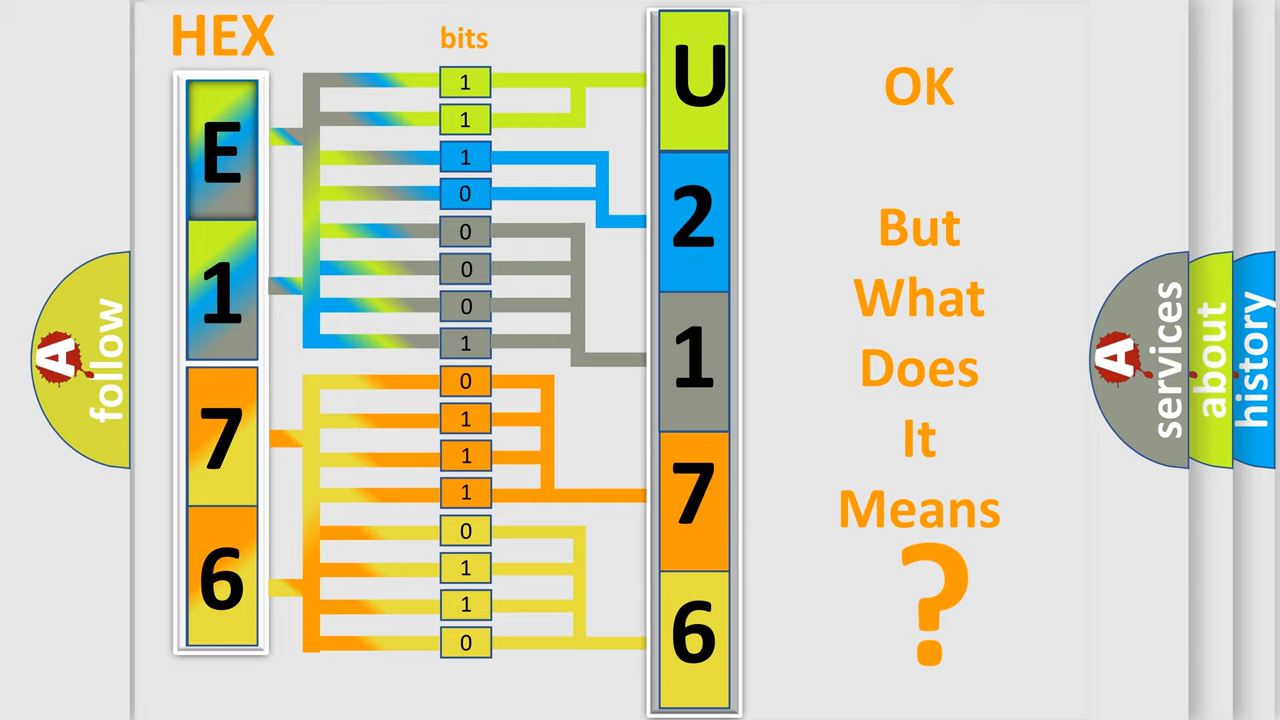 HEX
bits
E
1
7
6
1
1
1
0
0
0
0
1
0
1
1
1
0
1
1
0
U
2
1
7
6
OK
But
What
Does
It
Means
?
A
follow
A
services
about
history